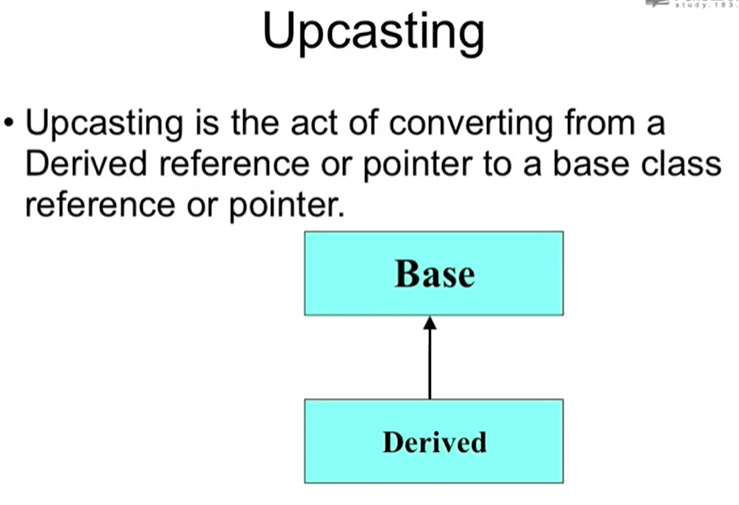 Upcasting
• Upcasting is the act of converting from a
Derived reference or pointer to a base class
reference or pointer.
Base
Derived